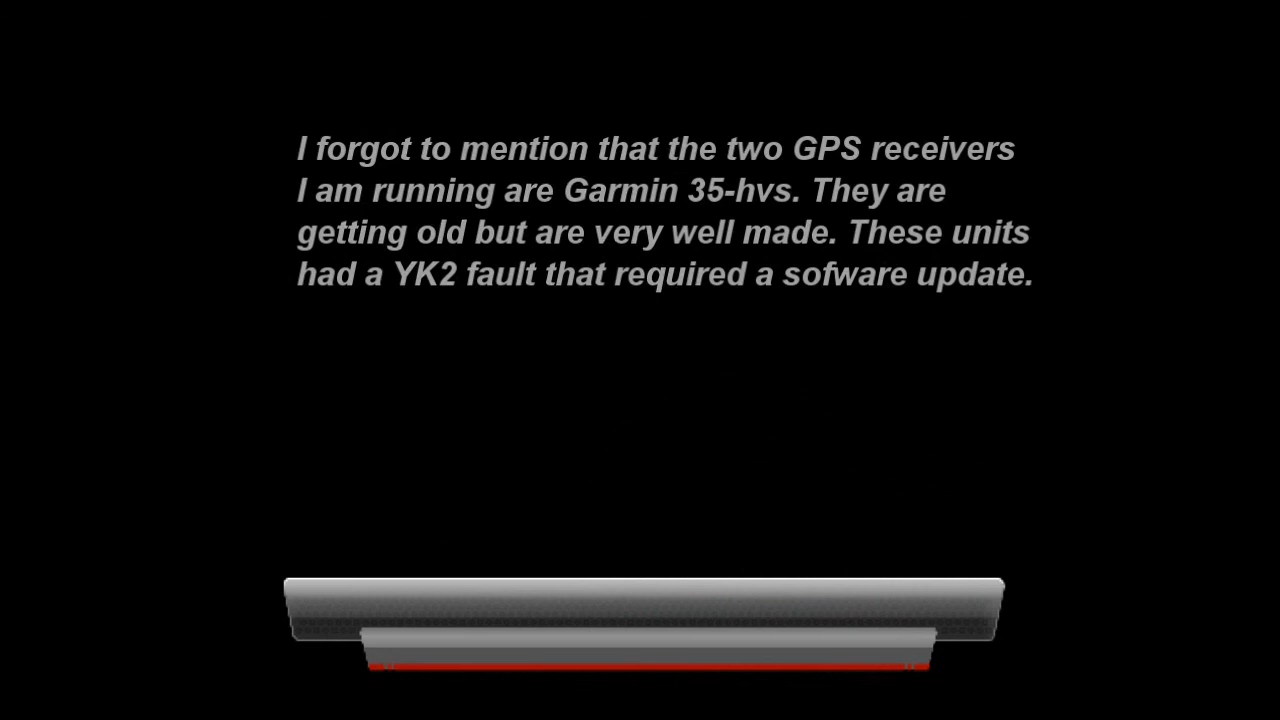 I forgot to mention that the two GPS receivers
I am running are Garmin 35-hvs. They are
getting old but are very well made. These units
had a YK2 fault that required a sofware update.